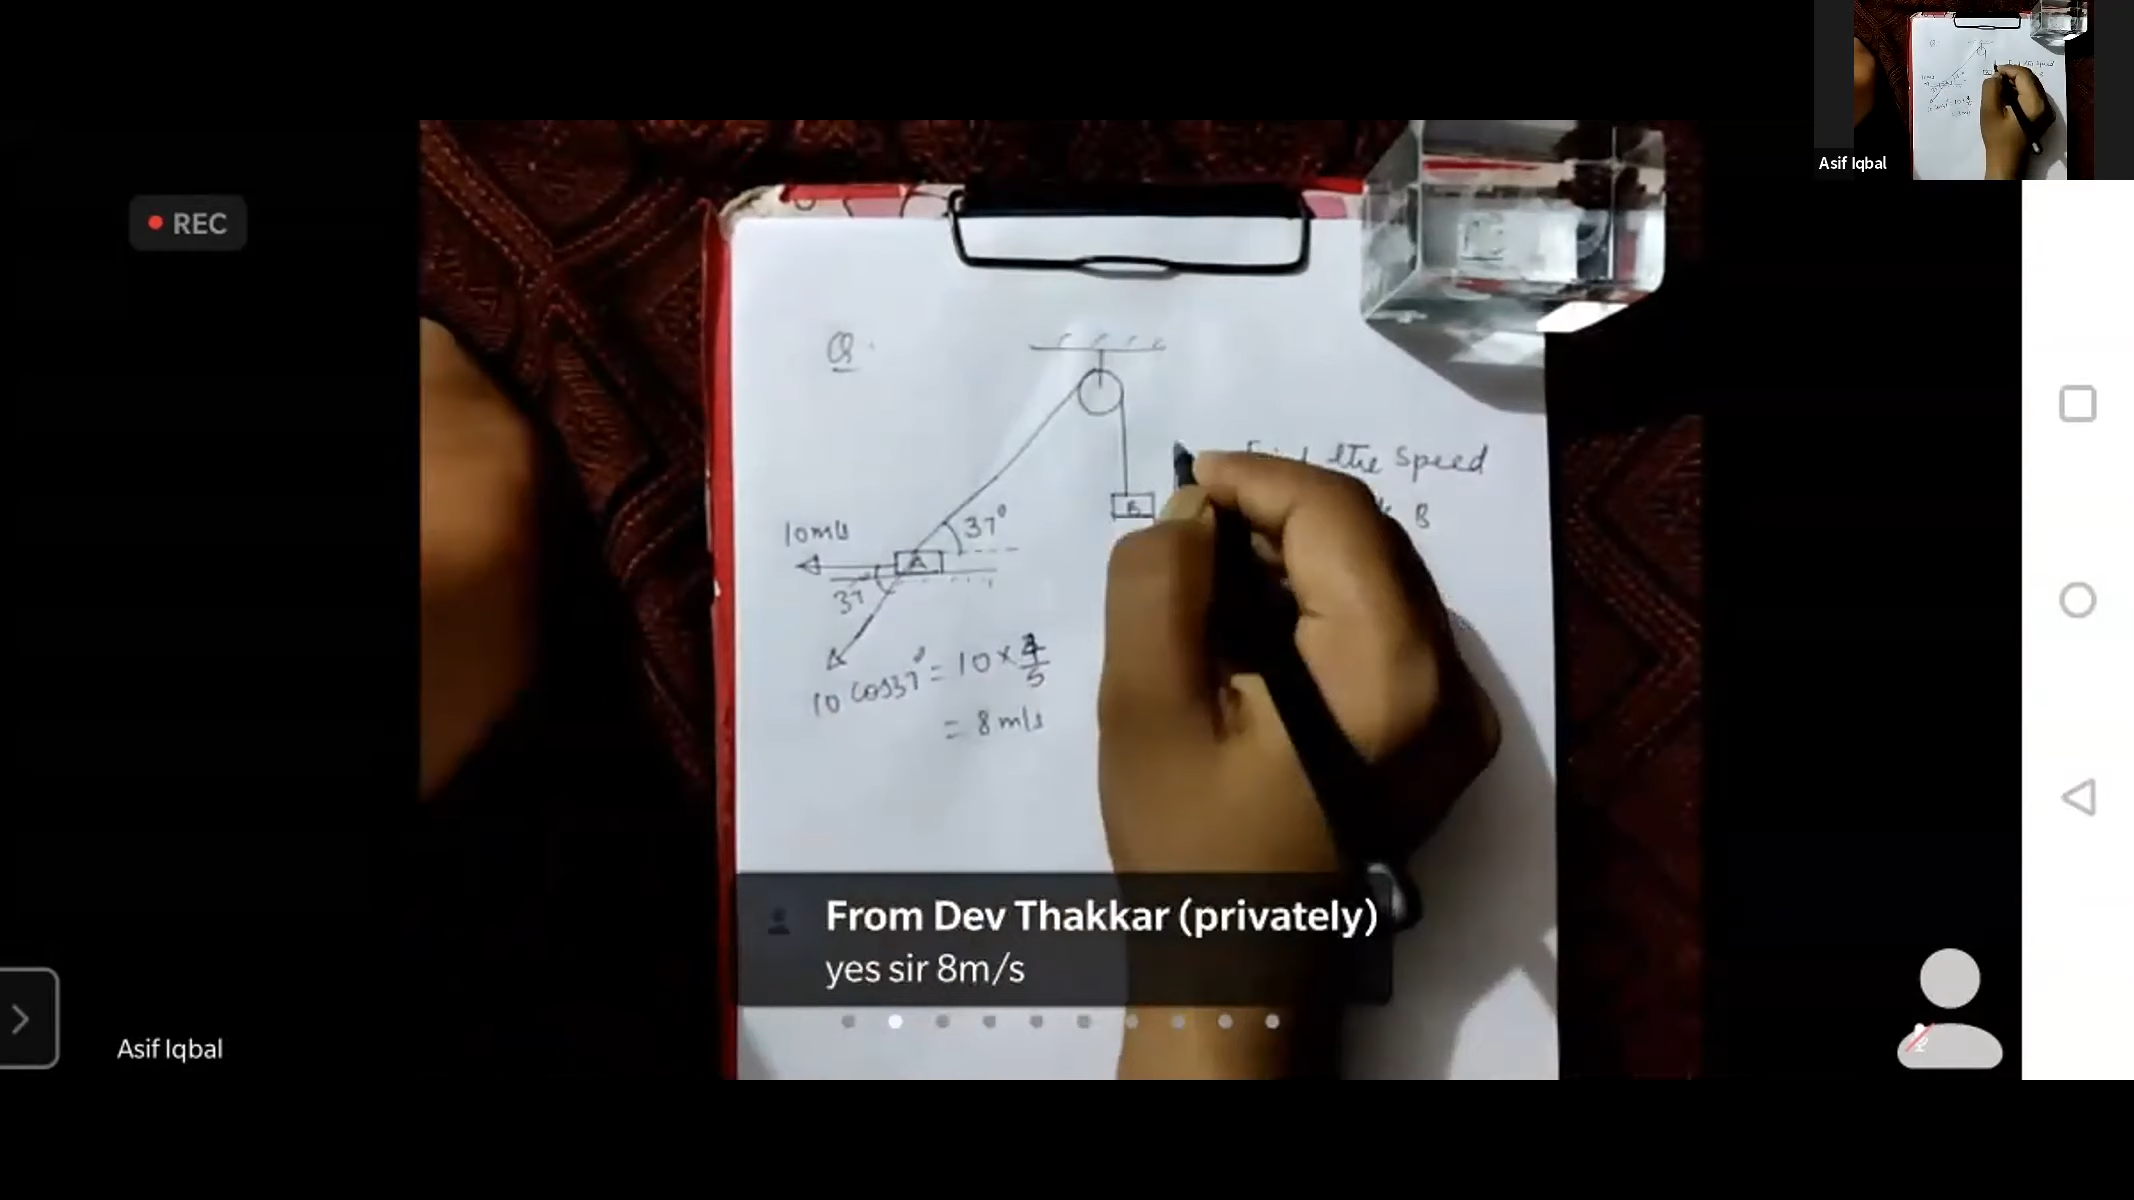 REC
Asif Iqbal
Q.
the Speed
B
B
37°
10m/s
A
37
10 cos37° = 10 × 4/5
= 8 m/s
From Dev Thakkar (privately)
yes sir 8m/s
Asif Iqbal